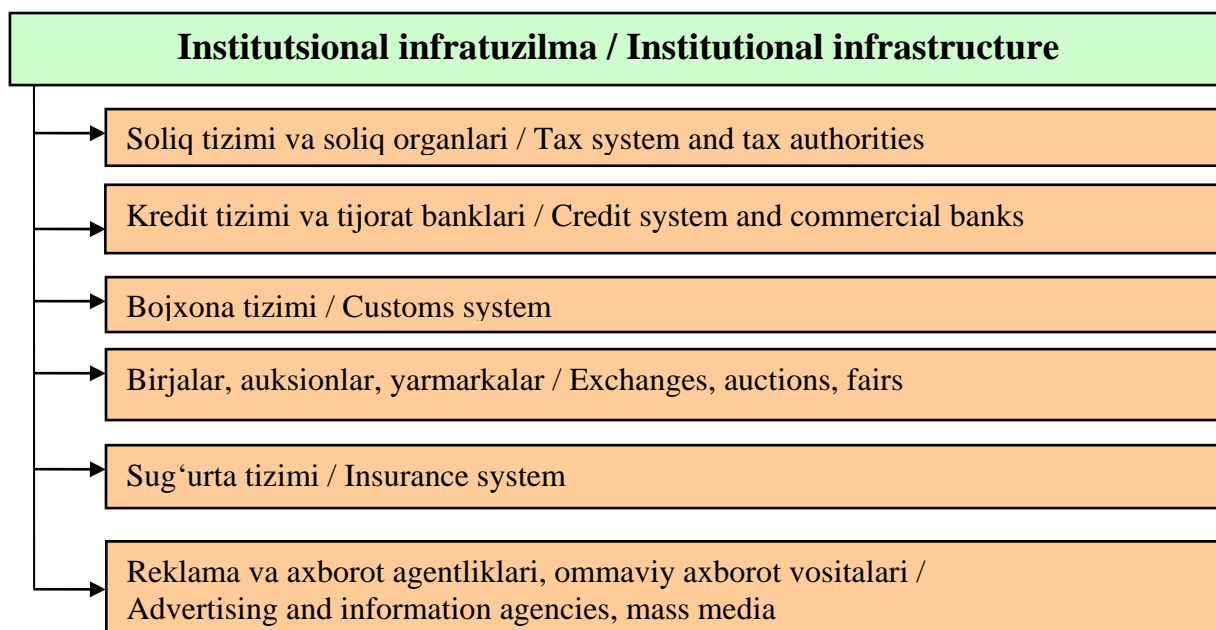 Institutsional infratuzilma / Institutional infrastructure
Soliq tizimi va soliq organlari / Tax system and tax authorities
Kredit tizimi va tijorat banklari / Credit system and commercial banks
Bojxona tizimi / Customs system
Birjalar, auksionlar, yarmarkalar / Exchanges, auctions, fairs
Sug‘urta tizimi / Insurance system
Reklama va axborot agentliklari, ommaviy axborot vositalari /
Advertising and information agencies, mass media